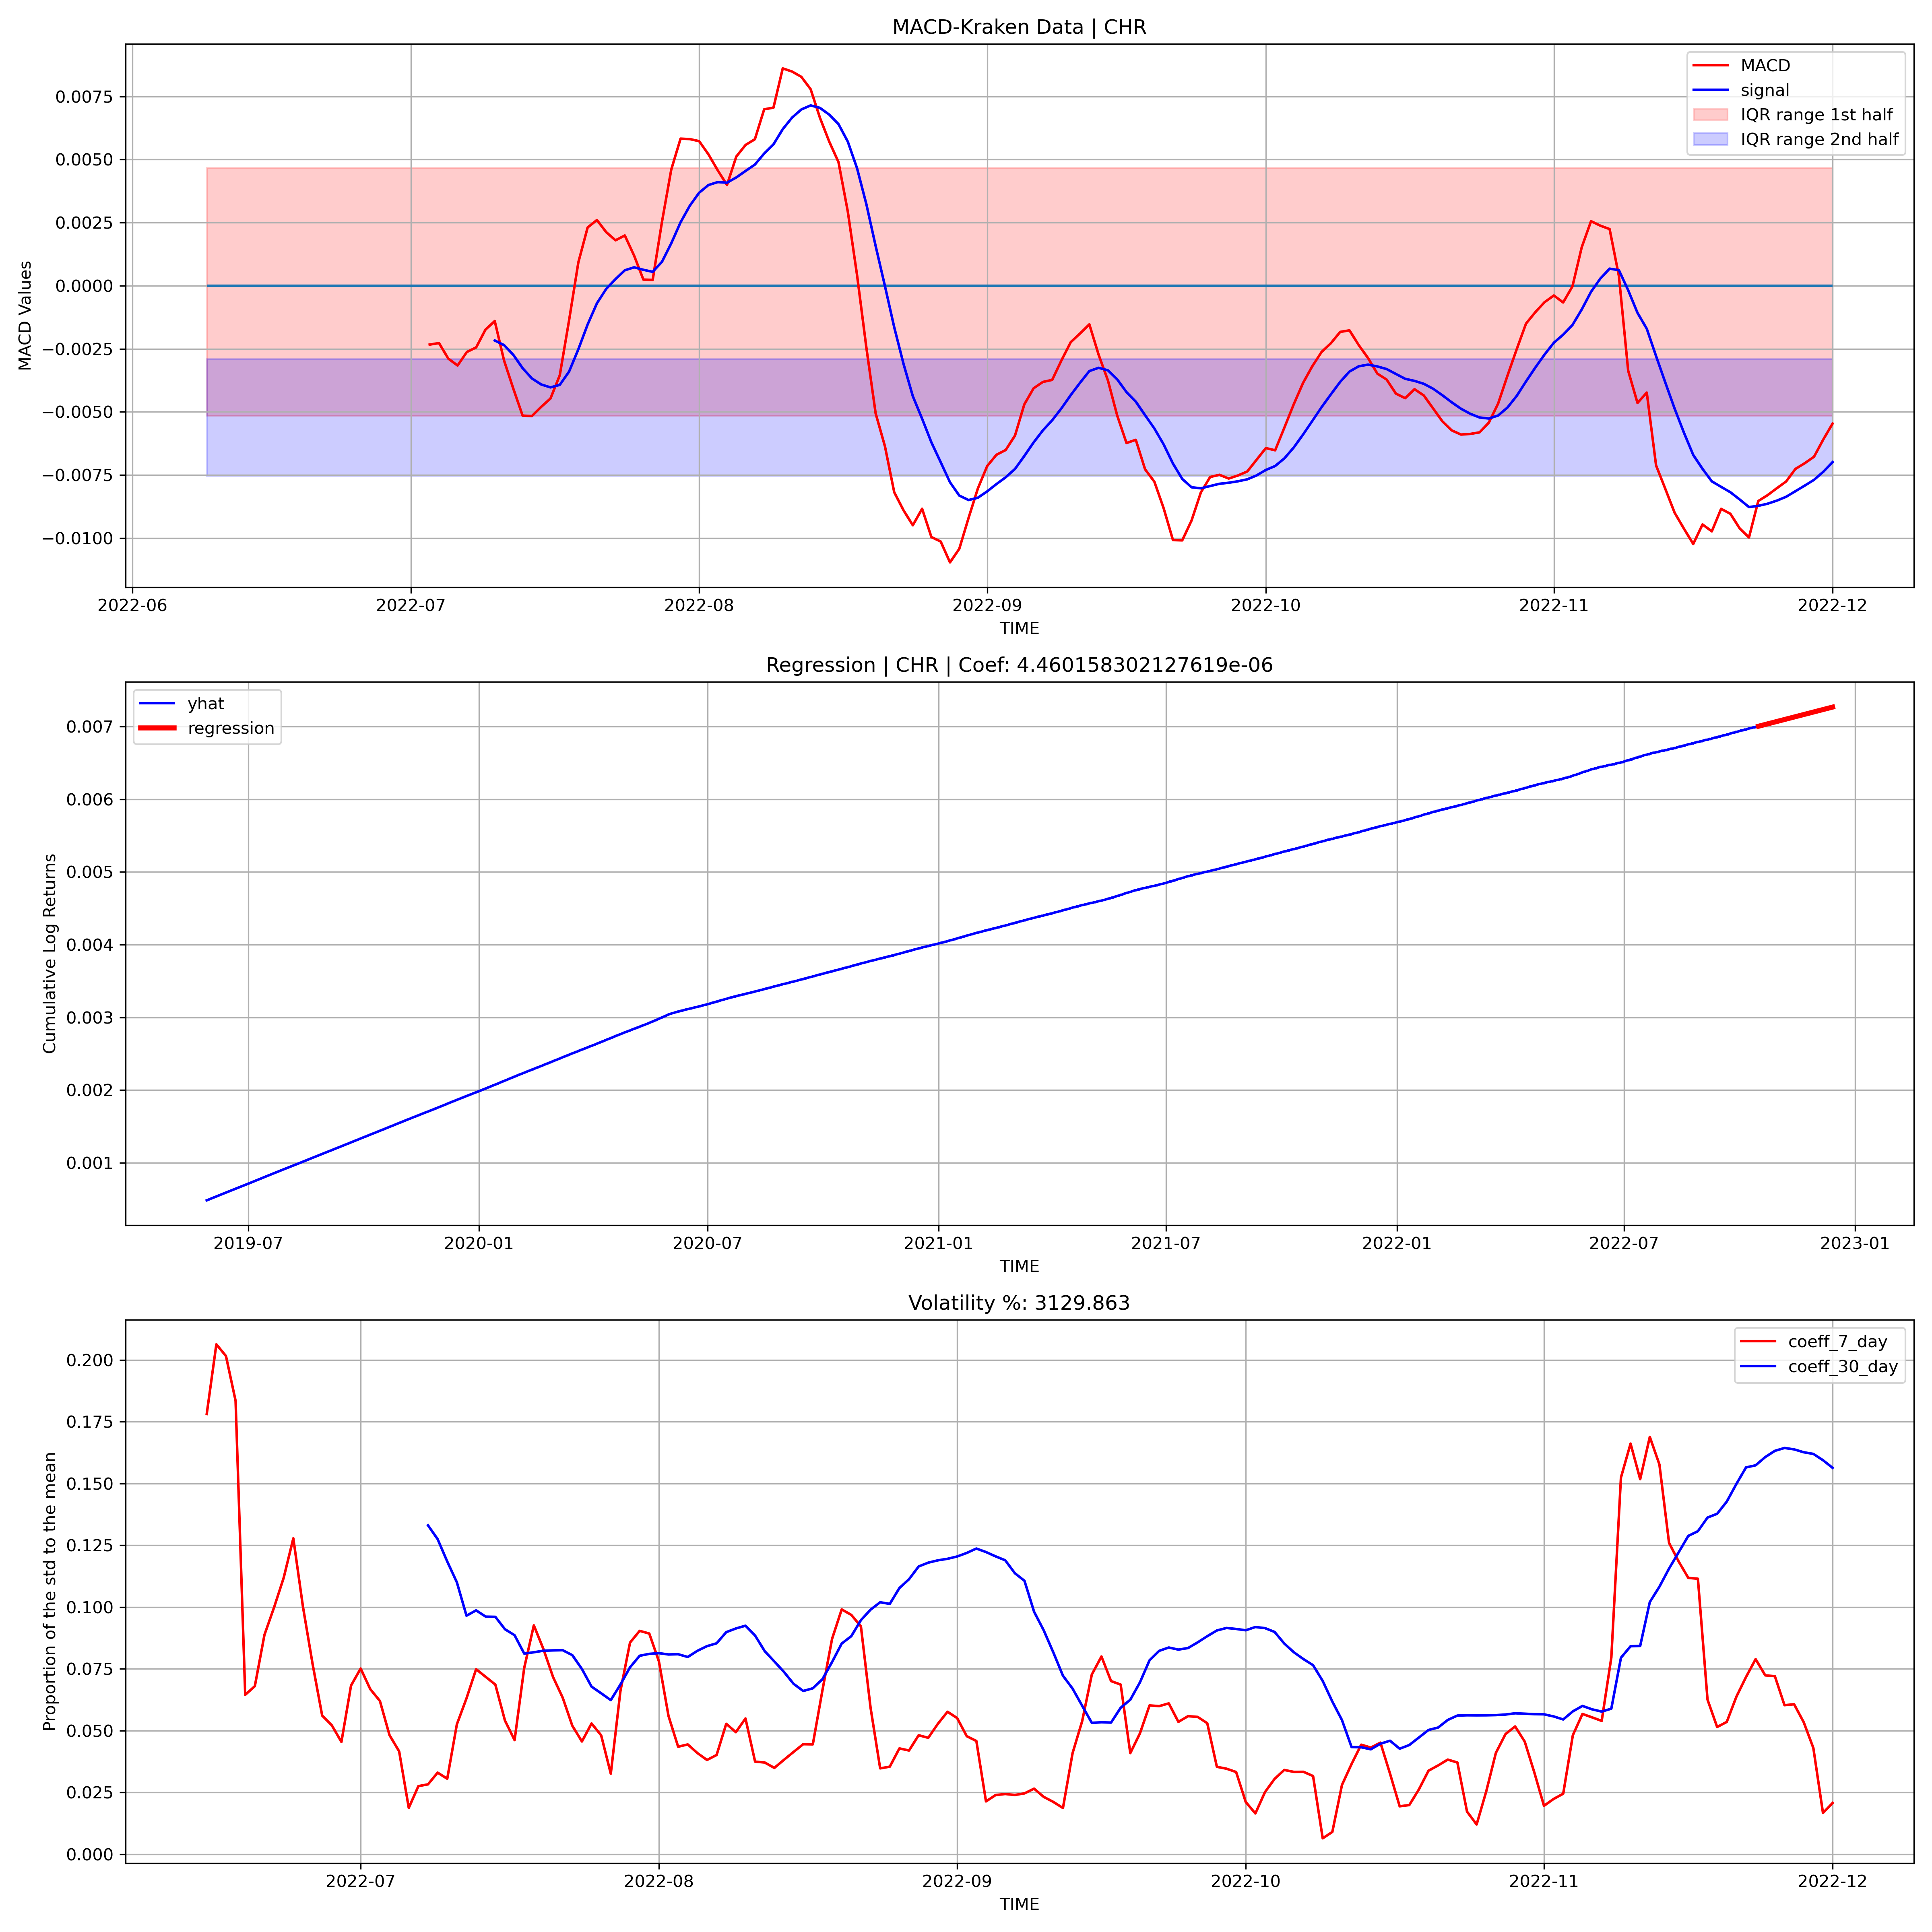 MACD-Kraken Data | CHR
MACD
signal
IQR range 1st half
IQR range 2nd half
MACD Values
0.0075
0.0050
0.0025
0.0000
−0.0025
−0.0050
−0.0075
−0.0100
2022-06 2022-07 2022-08 2022-09 2022-10 2022-11 2022-12
TIME
Regression | CHR | Coef: 4.460158302127619e-06
yhat
regression
Cumulative Log Returns
0.007
0.006
0.005
0.004
0.003
0.002
0.001
2019-07 2020-01 2020-07 2021-01 2021-07 2022-01 2022-07 2023-01
TIME
Volatility %: 3129.863
coeff_7_day
coeff_30_day
Proportion of the std to the mean
0.200
0.175
0.150
0.125
0.100
0.075
0.050
0.025
0.000
2022-07 2022-08 2022-09 2022-10 2022-11 2022-12
TIME